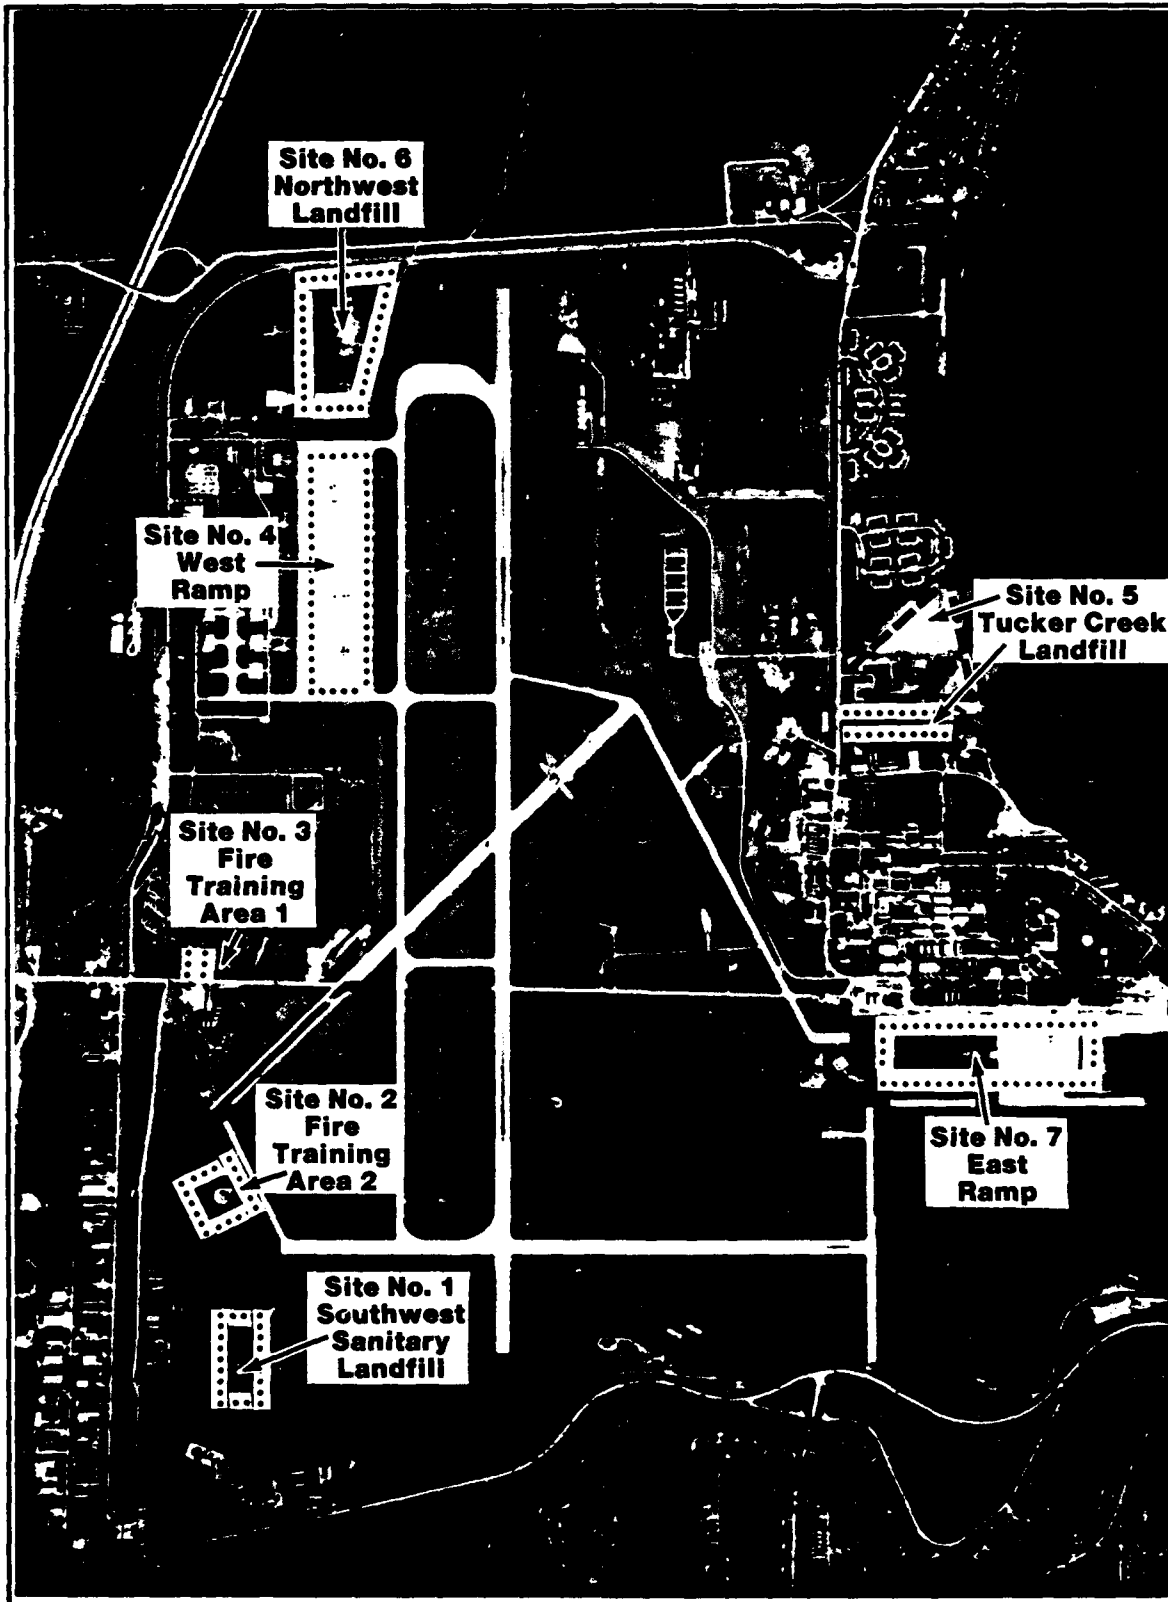 Site No. 6
Northwest
Landfill
Site No. 4
West
Ramp
Site No. 5
Tucker Creek
Landfill
Site No. 3
Fire
Training
Area 1
Site No. 2
Fire
Training
Area 2
Site No. 7
East
Ramp
Site No. 1
Southwest
Sanitary
Landfill